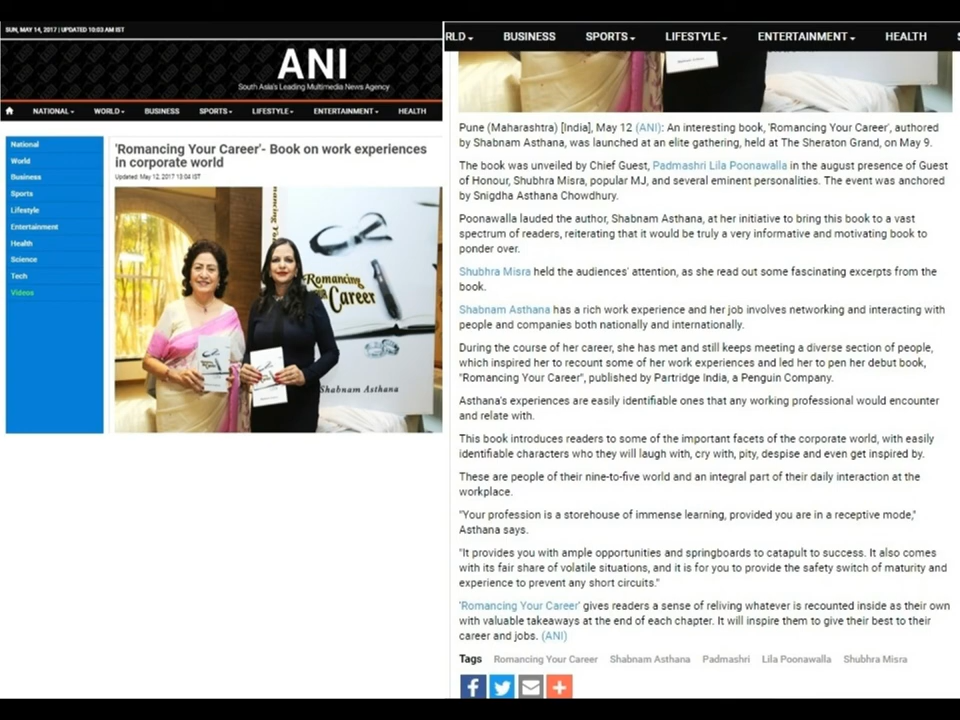 SUN, MAY 14, 2017 | UPDATED 10:03 AM IST
ANI
South Asia's Leading Multimedia News Agency
NATIONAL WORLD BUSINESS SPORTS LIFESTYLE ENTERTAINMENT HEALTH
National
World
Business
Sports
Lifestyle
Entertainment
Health
Science
Tech
Videos
'Romancing Your Career'- Book on work experiences
in corporate world
Updated: May 12, 2017 13:04 IST
Romancing
Career
Shabnam Asthana
RLD BUSINESS SPORTS LIFESTYLE ENTERTAINMENT HEALTH S
Pune (Maharashtra) [India], May 12 (ANI): An interesting book, 'Romancing Your Career', authored
by Shabnam Asthana, was launched at an elite gathering, held at The Sheraton Grand, on May 9.
The book was unveiled by Chief Guest, Padmashri Lila Poonawalla in the august presence of Guest
of Honour, Shubhra Misra, popular MJ, and several eminent personalities. The event was anchored
by Snigdha Asthana Chowdhury.
Poonawalla lauded the author, Shabnam Asthana, at her initiative to bring this book to a vast
spectrum of readers, reiterating that it would be truly a very informative and motivating book to
ponder over.
Shubhra Misra held the audiences' attention, as she read out some fascinating excerpts from the
book.
Shabnam Asthana has a rich work experience and her job involves networking and interacting with
people and companies both nationally and internationally.
During the course of her career, she has met and still keeps meeting a diverse section of people,
which inspired her to recount some of her work experiences and led her to pen her debut book,
"Romancing Your Career", published by Partridge India, a Penguin Company.
Asthana's experiences are easily identifiable ones that any working professional would encounter
and relate with.
This book introduces readers to some of the important facets of the corporate world, with easily
identifiable characters who they will laugh with, cry with, pity, despise and even get inspired by.
These are people of their nine-to-five world and an integral part of their daily interaction at the
workplace.
"Your profession is a storehouse of immense learning, provided you are in a receptive mode,"
Asthana says.
"It provides you with ample opportunities and springboards to catapult to success. It also comes
with its fair share of volatile situations, and it is for you to provide the safety switch of maturity and
experience to prevent any short circuits."
'Romancing Your Career' gives readers a sense of reliving whatever is recounted inside as their own
with valuable takeaways at the end of each chapter. It will inspire them to give their best to their
career and jobs. (ANI)
Tags Romancing Your Career Shabnam Asthana Padmashri Lila Poonawalla Shubhra Misra